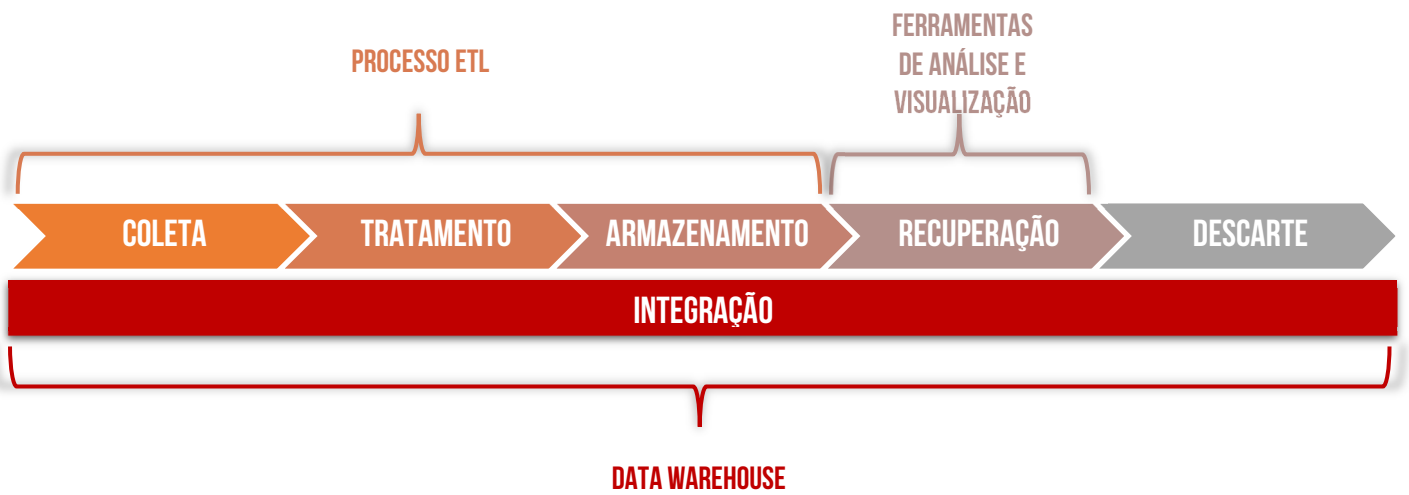 PROCESSO ETL
FERRAMENTAS
DE ANÁLISE E
VISUALIZAÇÃO
COLETA
TRATAMENTO
ARMAZENAMENTO
RECUPERAÇÃO
DESCARTE
INTEGRAÇÃO
DATA WAREHOUSE